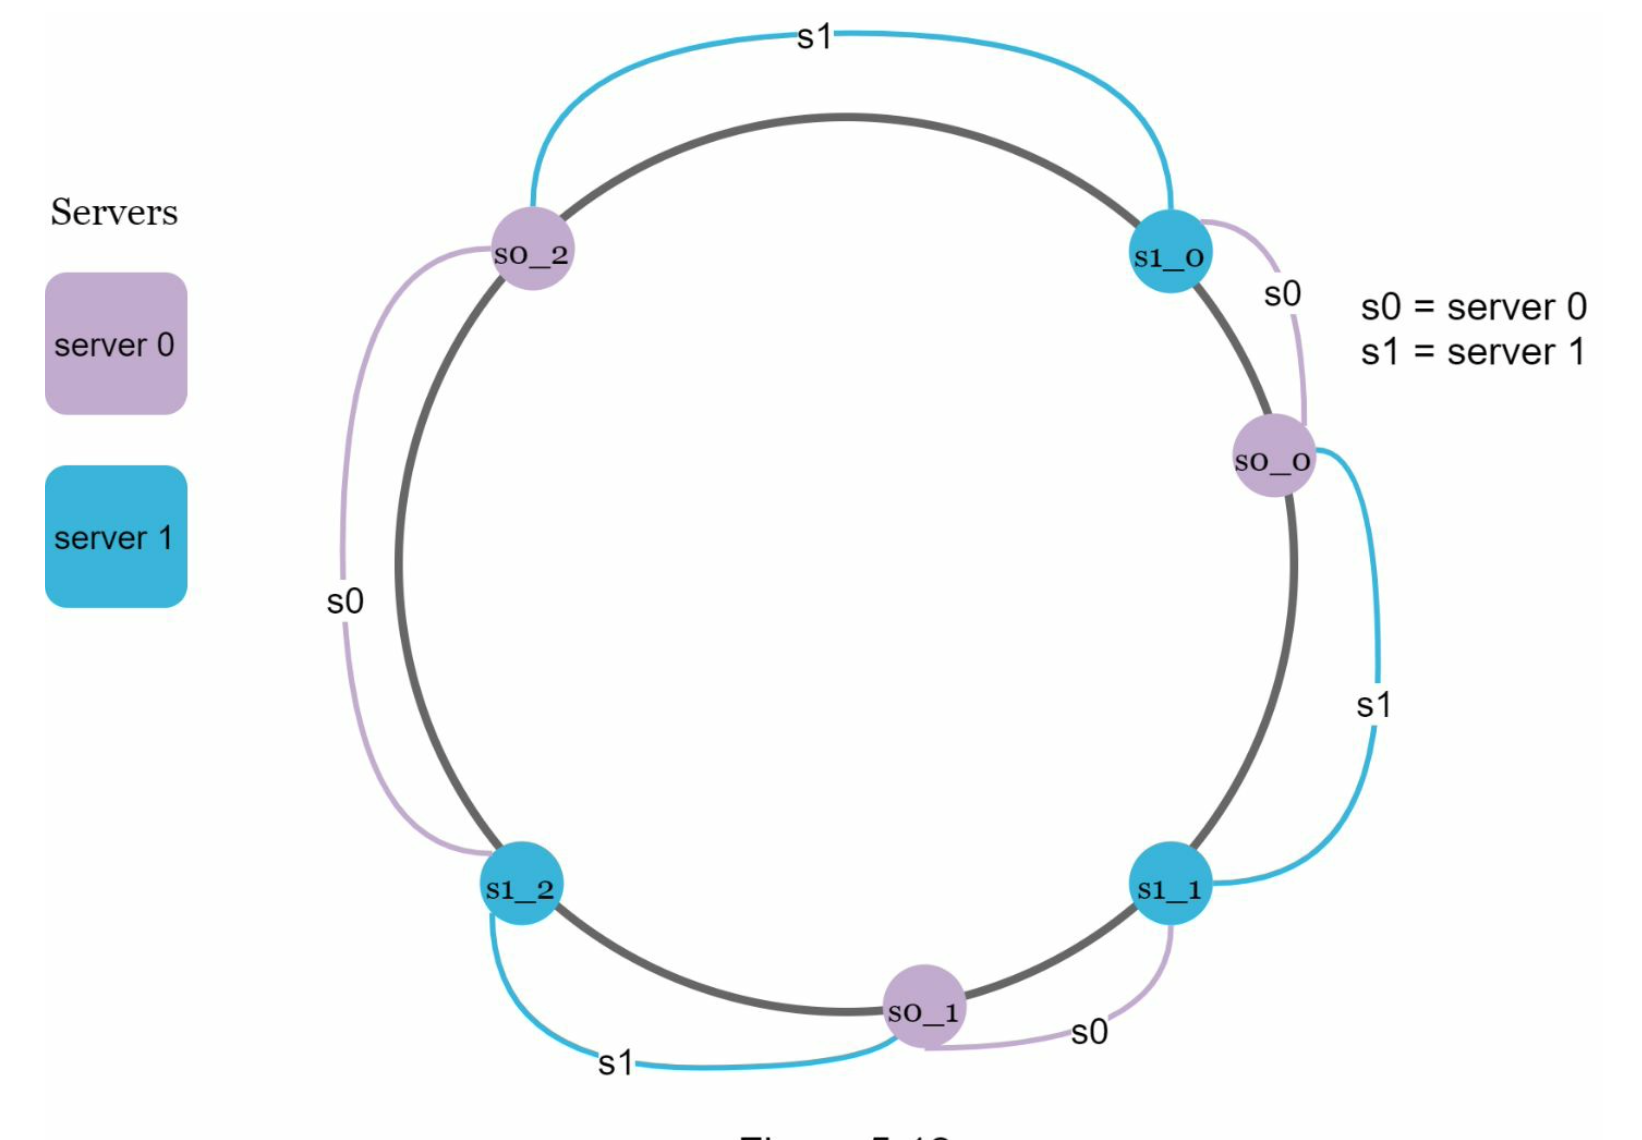 s1
Servers
s0_2
s1_0
s0
s0 = server 0
s1 = server 1
server 0
s0_0
server 1
s0
s1
s1_2
s1_1
s0_1
s0
s1